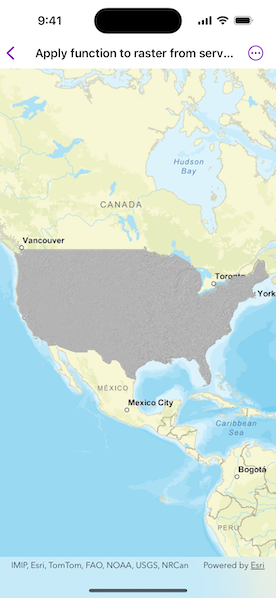 9:41
Apply function to raster from serv...
Hudson
Bay
CANADA
Vancouver
Toronto
York
MÉXICO
Mexico City
Caribbean
Sea
Bogotá
PERU
IMIP, Esri, TomTom, FAO, NOAA, USGS, NRCan
Powered by Esri